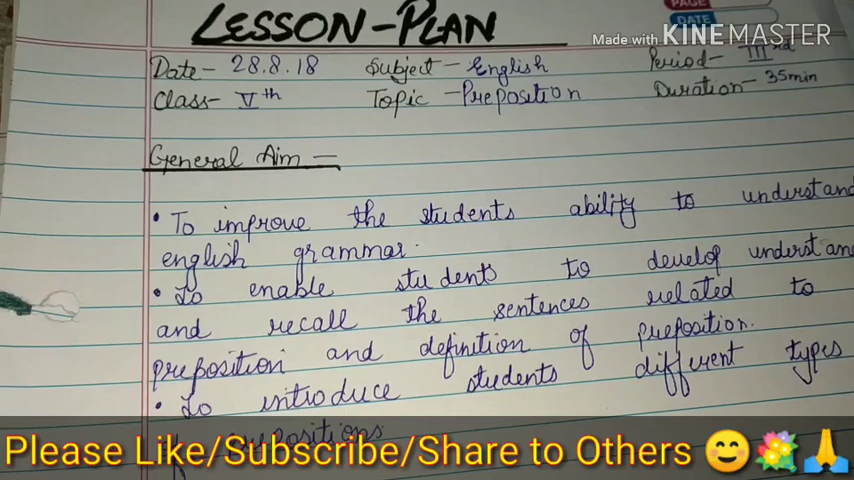 LESSON-PLAN
PAGE
DATE
Made with KINEMASTER
Date- 28.8.18 Subject- English Period- IIIrd
Class- Vth Topic -Preposition Duration- 35min
General Aim -
• To improve the students ability to understand
english grammar.
• To enable students to develop understand
and recall the sentences related to
preposition and definition of preposition.
• To introduce students different types
of prepositions
Please Like/Subscribe/Share to Others 😊💐🙏